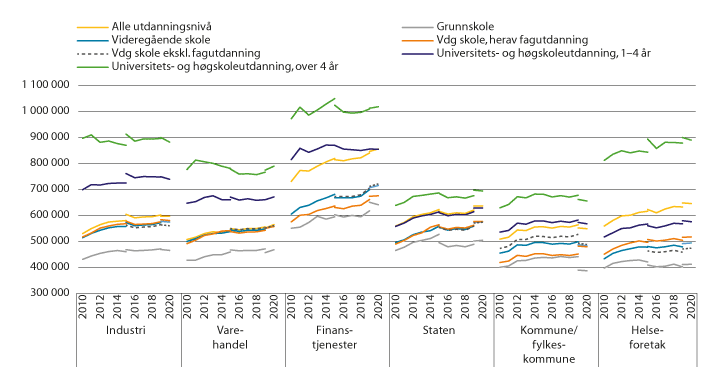 Alle utdanningsnivå
Grunnskole
Videregående skole
Vdg skole, herav fagutdanning
Vdg skole ekskl. fagutdanning
Universitets- og høgskoleutdanning, 1–4 år
Universitets- og høgskoleutdanning, over 4 år
1 100 000
1 000 000
900 000
800 000
700 000
600 000
500 000
400 000
300 000
2010 2012 2014 2016 2018 2020 2010 2012 2014 2016 2018 2020 2010 2012 2014 2016 2018 2020 2010 2012 2014 2016 2018 2020 2010 2012 2014 2016 2018 2020 2010 2012 2014 2016 2018 2020
Industri Vare- Finans- Staten Kommune/ Helse-
handel tjenester fylkes- foretak
kommune